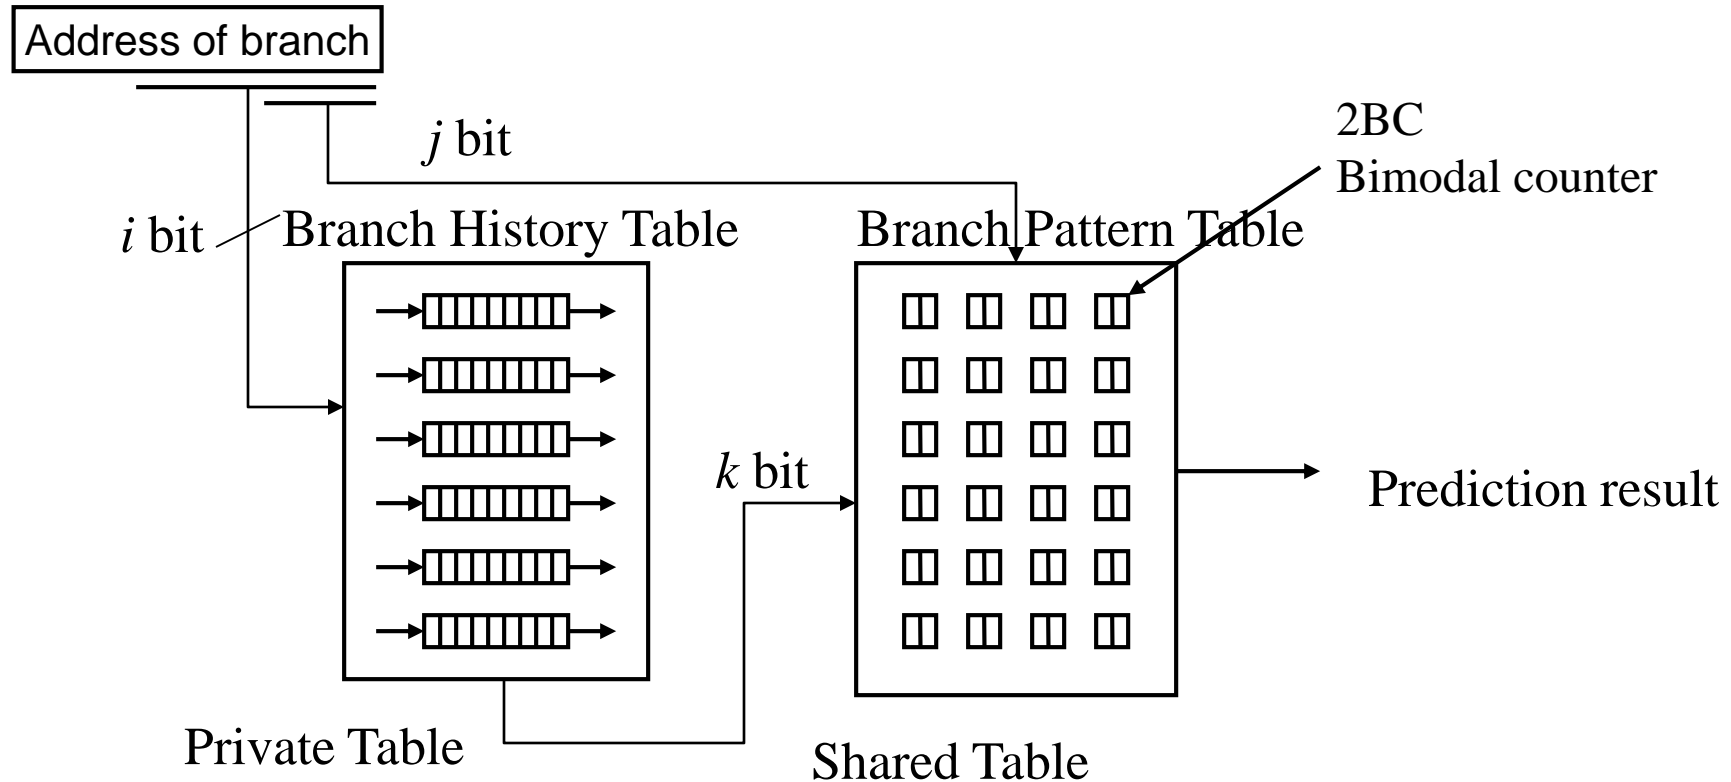 Address of branch
j bit
2BC
Bimodal counter
i bit
Branch History Table
Branch Pattern Table
k bit
Prediction result
Private Table
Shared Table